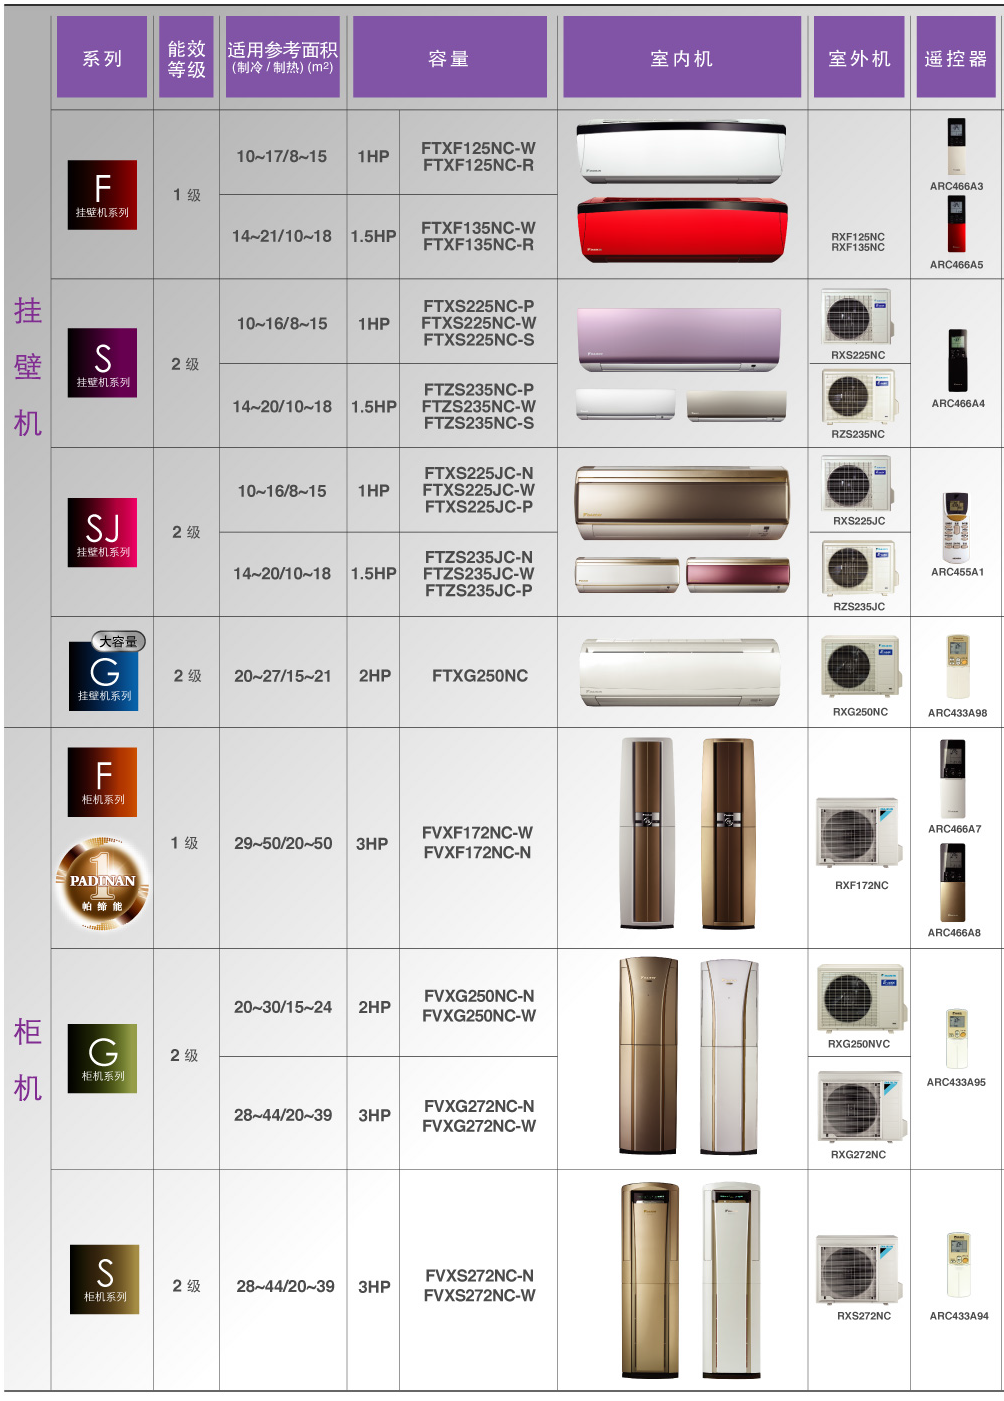 系列
能效
等级
适用参考面积
(制冷 / 制热) (m²)
容量
室内机
室外机
遥控器
挂壁机
F
挂壁机系列
1 级
10~17/8~15
1HP
FTXF125NC-W
FTXF125NC-R
14~21/10~18
1.5HP
FTXF135NC-W
FTXF135NC-R
RXF125NC
RXF135NC
ARC466A3
ARC466A5
S
挂壁机系列
2 级
10~16/8~15
1HP
FTXS225NC-P
FTXS225NC-W
FTXS225NC-S
RXS225NC
14~20/10~18
1.5HP
FTZS235NC-P
FTZS235NC-W
FTZS235NC-S
RZS235NC
ARC466A4
SJ
挂壁机系列
2 级
10~16/8~15
1HP
FTXS225JC-N
FTXS225JC-W
FTXS225JC-P
RXS225JC
14~20/10~18
1.5HP
FTZS235JC-N
FTZS235JC-W
FTZS235JC-P
RZS235JC
ARC455A1
大容量
G
挂壁机系列
2 级
20~27/15~21
2HP
FTXG250NC
RXG250NC
ARC433A98
柜机
F
柜机系列
1
PADINAN
帕缔能
1 级
29~50/20~50
3HP
FVXF172NC-W
FVXF172NC-N
RXF172NC
ARC466A7
ARC466A8
G
柜机系列
2 级
20~30/15~24
2HP
FVXG250NC-N
FVXG250NC-W
RXG250NVC
28~44/20~39
3HP
FVXG272NC-N
FVXG272NC-W
RXG272NC
ARC433A95
S
柜机系列
2 级
28~44/20~39
3HP
FVXS272NC-N
FVXS272NC-W
RXS272NC
ARC433A94